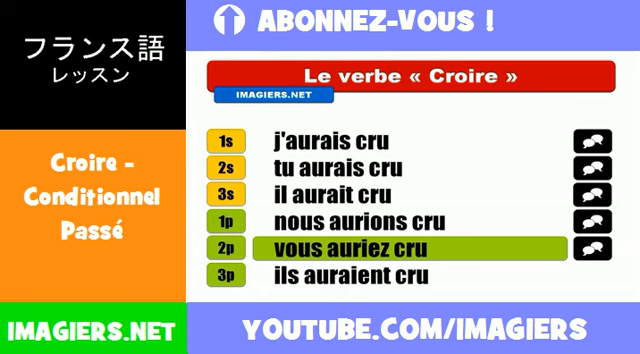 フランス語
レッスン
Croire -
Conditionnel
Passé
IMAGIERS.NET
ABONNEZ-VOUS !
Le verbe « Croire »
IMAGIERS.NET
1s j'aurais cru
2s tu aurais cru
3s il aurait cru
1p nous aurions cru
2p vous auriez cru
3p ils auraient cru
YOUTUBE.COM/IMAGIERS